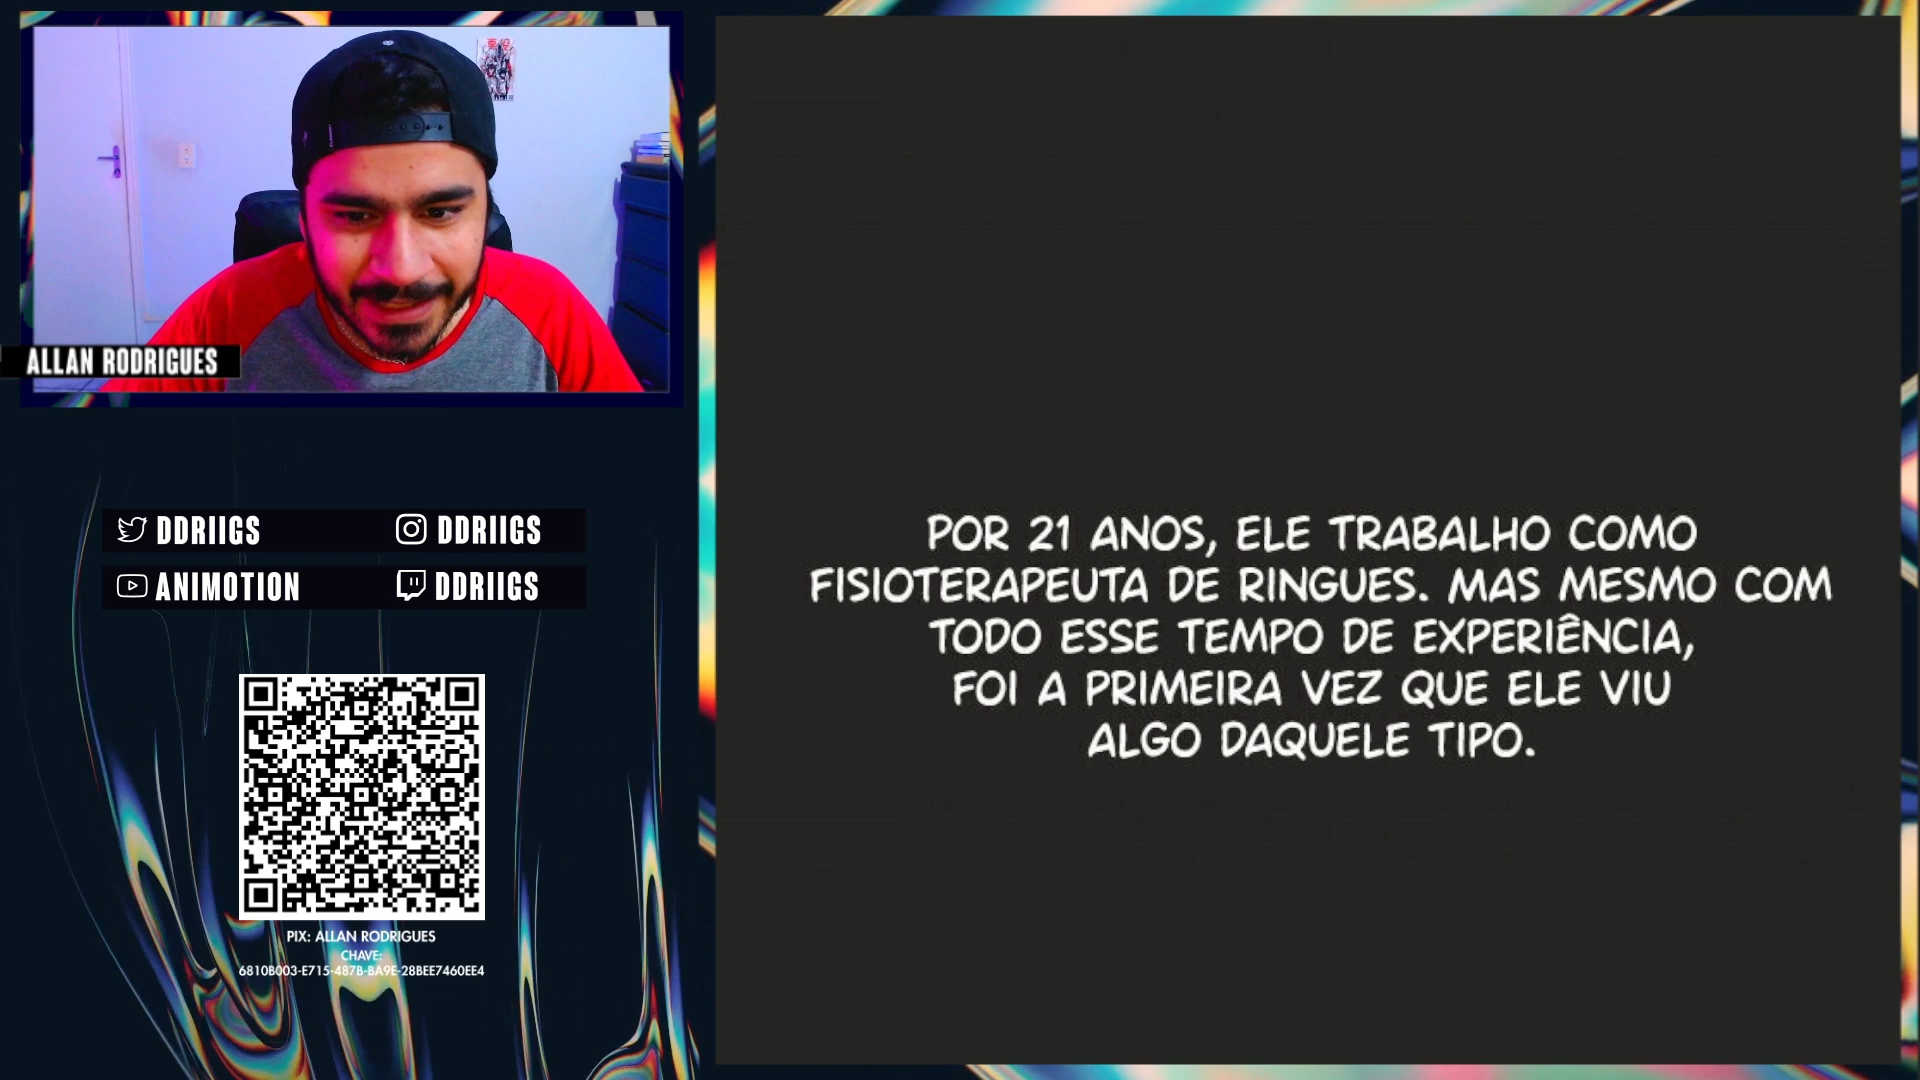 ALLAN RODRIGUES
DDRIIGS
DDRIIGS
ANIMOTION
DDRIIGS
PIX: ALLAN RODRIGUES
CHAVE:
6810B003-E715-487B-BA9E-28BEE7460EE4
POR 21 ANOS, ELE TRABALHO COMO
FISIOTERAPEUTA DE RINGUES. MAS MESMO COM
TODO ESSE TEMPO DE EXPERIÊNCIA,
FOI A PRIMEIRA VEZ QUE ELE VIU
ALGO DAQUELE TIPO.